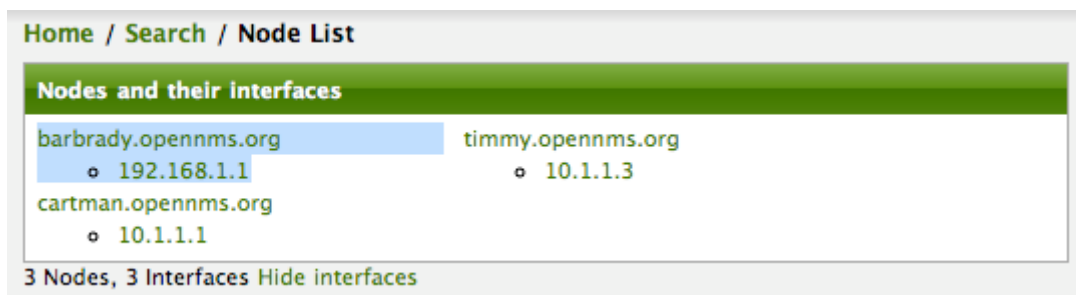 Home / Search / Node List
Nodes and their interfaces
barbrady.opennms.org
192.168.1.1
cartman.opennms.org
10.1.1.1
timmy.opennms.org
10.1.1.3
3 Nodes, 3 Interfaces Hide interfaces